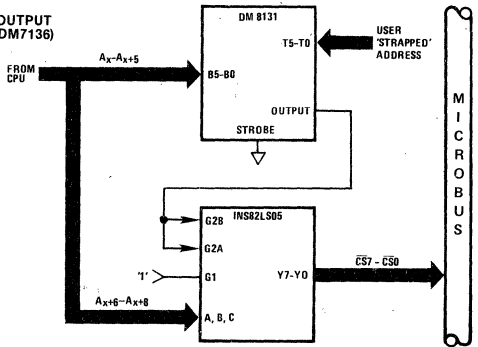 OUTPUT
(DM7136)
DM 8131
FROM
CPU
Ax-Ax+5
B5-B0
T5-T0
USER
'STRAPPED'
ADDRESS
OUTPUT
STROBE
MICROBUS
INS82LS05
G2B
G2A
'1'
G1
Y7-Y0
CS7 - CS0
Ax+6-Ax+8
A, B, C